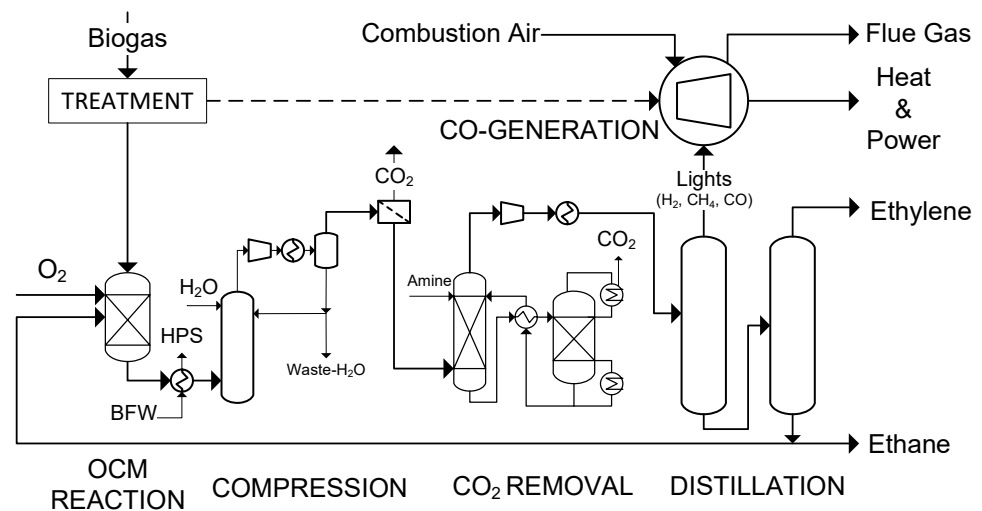 Biogas
Combustion Air
Flue Gas
TREATMENT
Heat
&
Power
CO-GENERATION
CO₂
Lights
(H₂, CH₄, CO)
Ethylene
O₂
H₂O
Amine
CO₂
HPS
Waste-H₂O
BFW
Ethane
OCM
REACTION
COMPRESSION
CO₂ REMOVAL
DISTILLATION